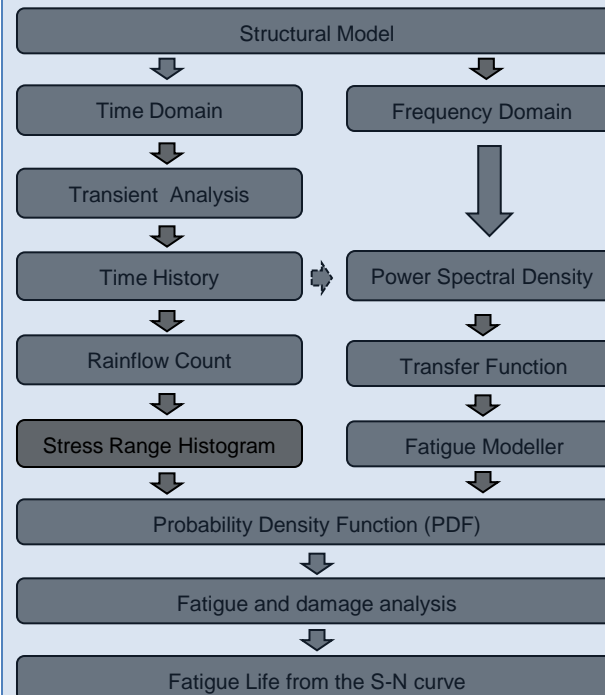 Structural Model
Time Domain
Frequency Domain
Transient Analysis
Time History
Power Spectral Density
Rainflow Count
Transfer Function
Stress Range Histogram
Fatigue Modeller
Probability Density Function (PDF)
Fatigue and damage analysis
Fatigue Life from the S-N curve